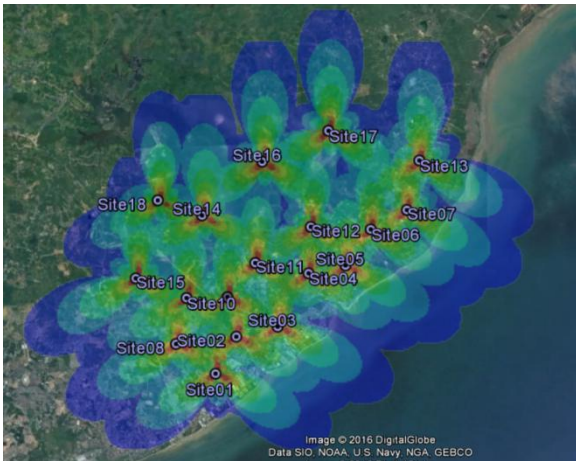 Site17
Site16
Site13
Site18
Site14
Site07
Site12
Site06
Site05
Site11
Site04
Site15
Site10
Site03
Site08
Site02
Site01
Image © 2016 DigitalGlobe
Data SIO, NOAA, U.S. Navy, NGA, GEBCO